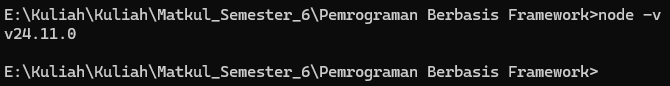 E:\Kuliah\Kuliah\Matkul_Semester_6\Pemrograman Berbasis Framework>node -v
v24.11.0
E:\Kuliah\Kuliah\Matkul_Semester_6\Pemrograman Berbasis Framework>